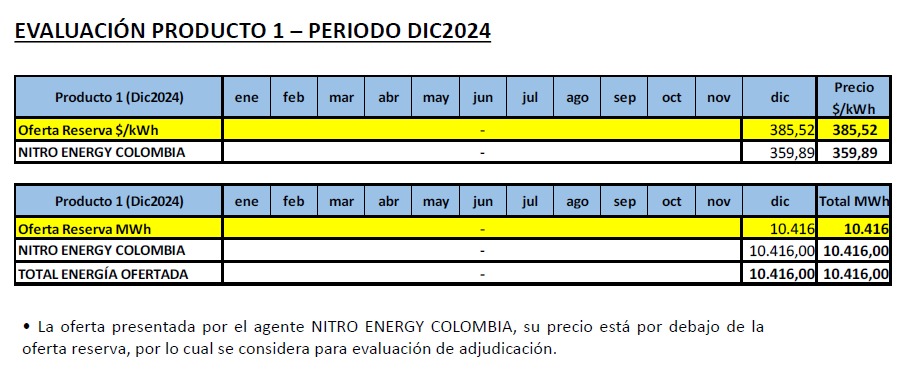 EVALUACIÓN PRODUCTO 1 – PERIODO DIC2024
Producto 1 (Dic2024) ene feb mar abr may jun jul ago sep oct nov dic Precio $/kWh
Oferta Reserva $/kWh - 385,52 385,52
NITRO ENERGY COLOMBIA - 359,89 359,89
Producto 1 (Dic2024) ene feb mar abr may jun jul ago sep oct nov dic Total MWh
Oferta Reserva MWh - 10.416 10.416
NITRO ENERGY COLOMBIA - 10.416,00 10.416,00
TOTAL ENERGÍA OFERTADA - 10.416,00 10.416,00
• La oferta presentada por el agente NITRO ENERGY COLOMBIA, su precio está por debajo de la
oferta reserva, por lo cual se considera para evaluación de adjudicación.